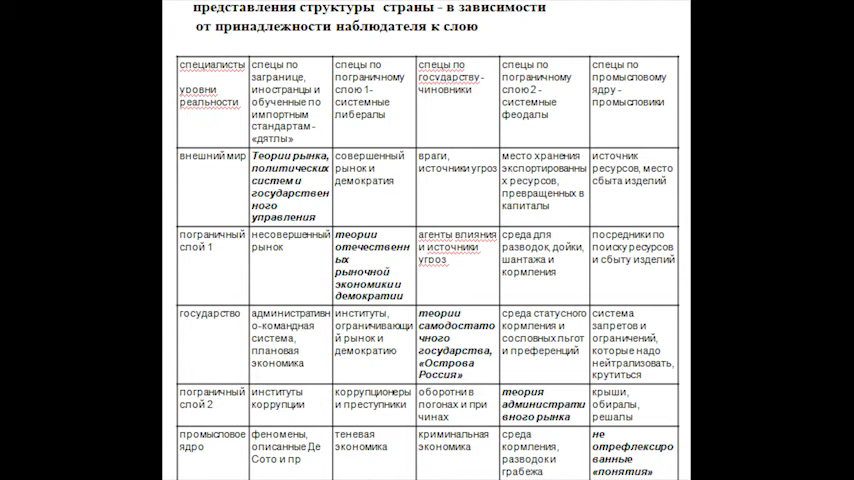 представления структуры страны - в зависимости
от принадлежности наблюдателя к слою
специалисты
уровни
реальности
спецы по
загранице,
иностранцы и
обученные по
импортным
стандартам -
«дятлы»
спецы по
пограничному
слою 1-
системные
либералы
спецы по
государству -
чиновники
спецы по
пограничному
слою 2 -
системные
феодалы
спецы по
промысловому
ядру -
промысловики
внешний мир
Теории рынка,
политических
систем и
государствен
ного
управления
совершенный
рынок и
демократия
враги,
источники угроз
место хранения
экспортированны
х ресурсов,
превращенных в
капиталы
источник
ресурсов, место
сбыта изделий
пограничный
слой 1
несовершенный
рынок
теории
отечественн
ых
рыночной
экономики и
демократии
агенты влияния
и источники
угроз
среда для
разводок, дойки,
шантажа и
кормления
посредники по
поиску ресурсов
и сбыту изделий
государство
административн
о-командная
система,
плановая
экономика
институты,
ограничивающи
й рынок и
демократию
теории
самодостато
чного
государства,
«Острова
Россия»
среда статусного
кормления и
сословных льгот
и преференций
система
запретов и
ограничений,
которые надо
нейтрализовать,
крутиться
пограничный
слой 2
институты
коррупции
коррупционеры
и преступники
оборотни в
погонах и при
чинах
теория
администрати
вного рынка
крыши,
обиралы,
решалы
промысловое
ядро
феномены,
описанные Де
Сото и пр
теневая
экономика
криминальная
экономика
среда
кормления,
разводок и
грабежа
не
отрефлексиро
ванные
«понятия»